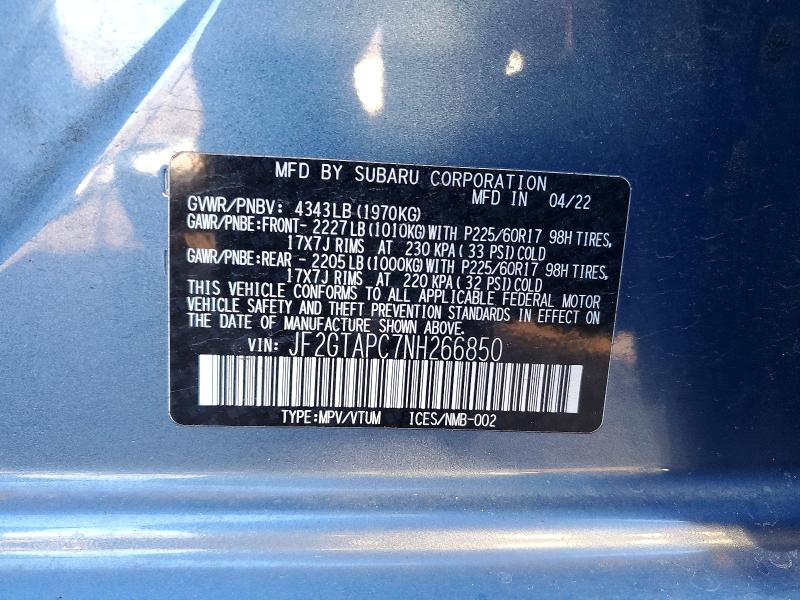 MFD BY SUBARU CORPORATION
MFD IN 04/22
GVWR/PNBV: 4343LB(1970KG)
GAWR/PNBE:FRONT- 2227LB(1010KG)WITH P225/60R17 98H TIRES,
17X7J RIMS AT 230 KPA( 33 PSI)COLD
GAWR/PNBE:REAR - 2205LB(1000KG)WITH P225/60R17 98H TIRES,
17X7J RIMS AT 220 KPA( 32 PSI)COLD
THIS VEHICLE CONFORMS TO ALL APPLICABLE FEDERAL MOTOR
VEHICLE SAFETY AND THEFT PREVENTION STANDARDS IN EFFECT ON
THE DATE OF MANUFACTURE SHOWN ABOVE.
VIN: JF2GTAPC7NH266850
TYPE:MPV/VTUM ICES/NMB-002